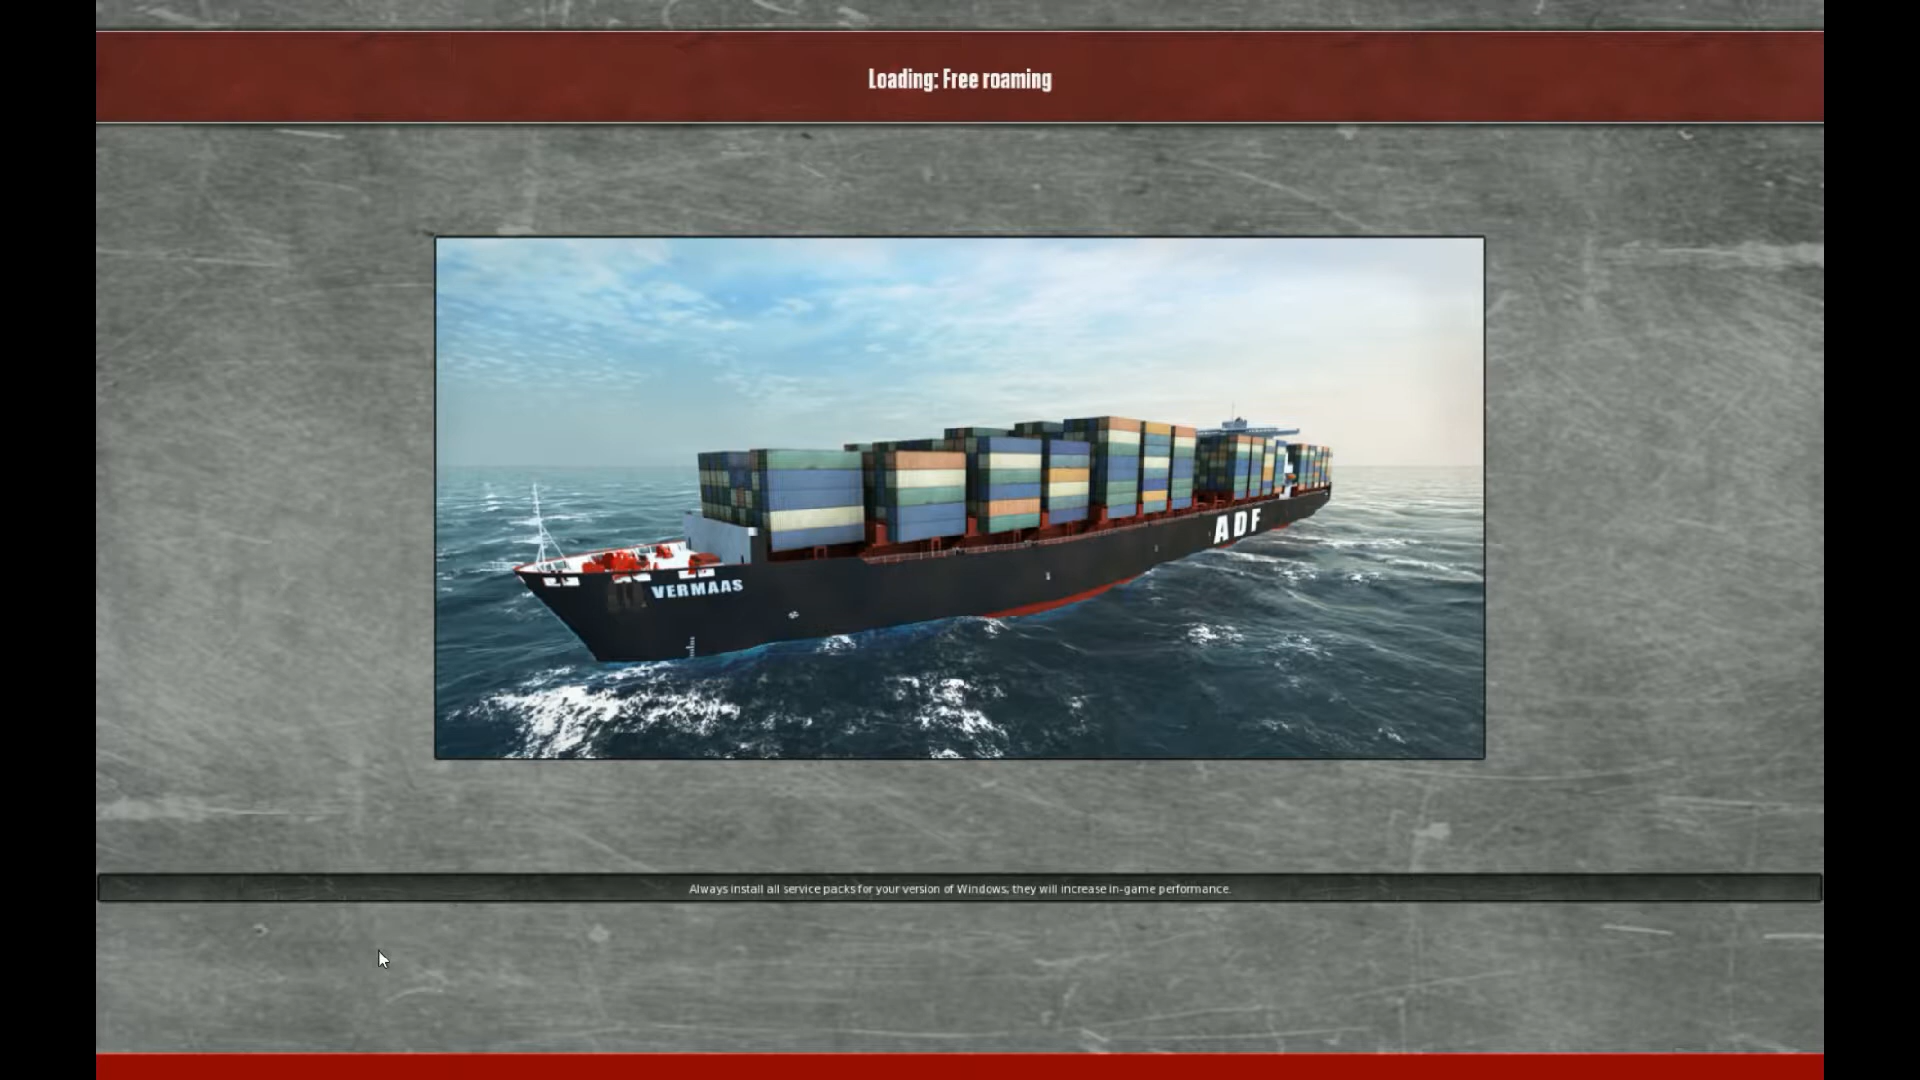 Loading: Free roaming
ADF
VERMAAS
Always install all service packs for your version of Windows; they will increase in-game performance.